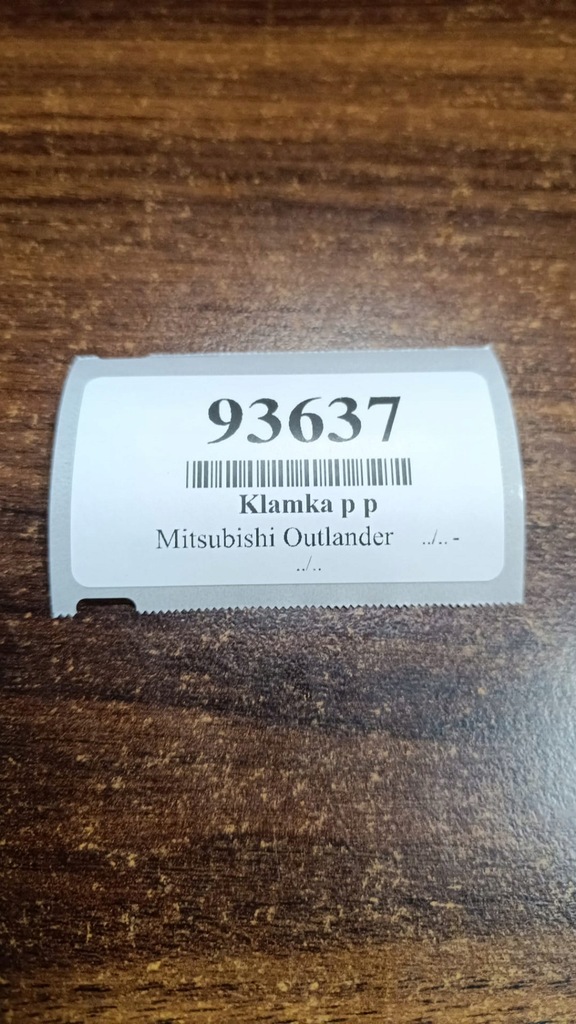 93637
Klamka p p
Mitsubishi Outlander ../.. -
../..